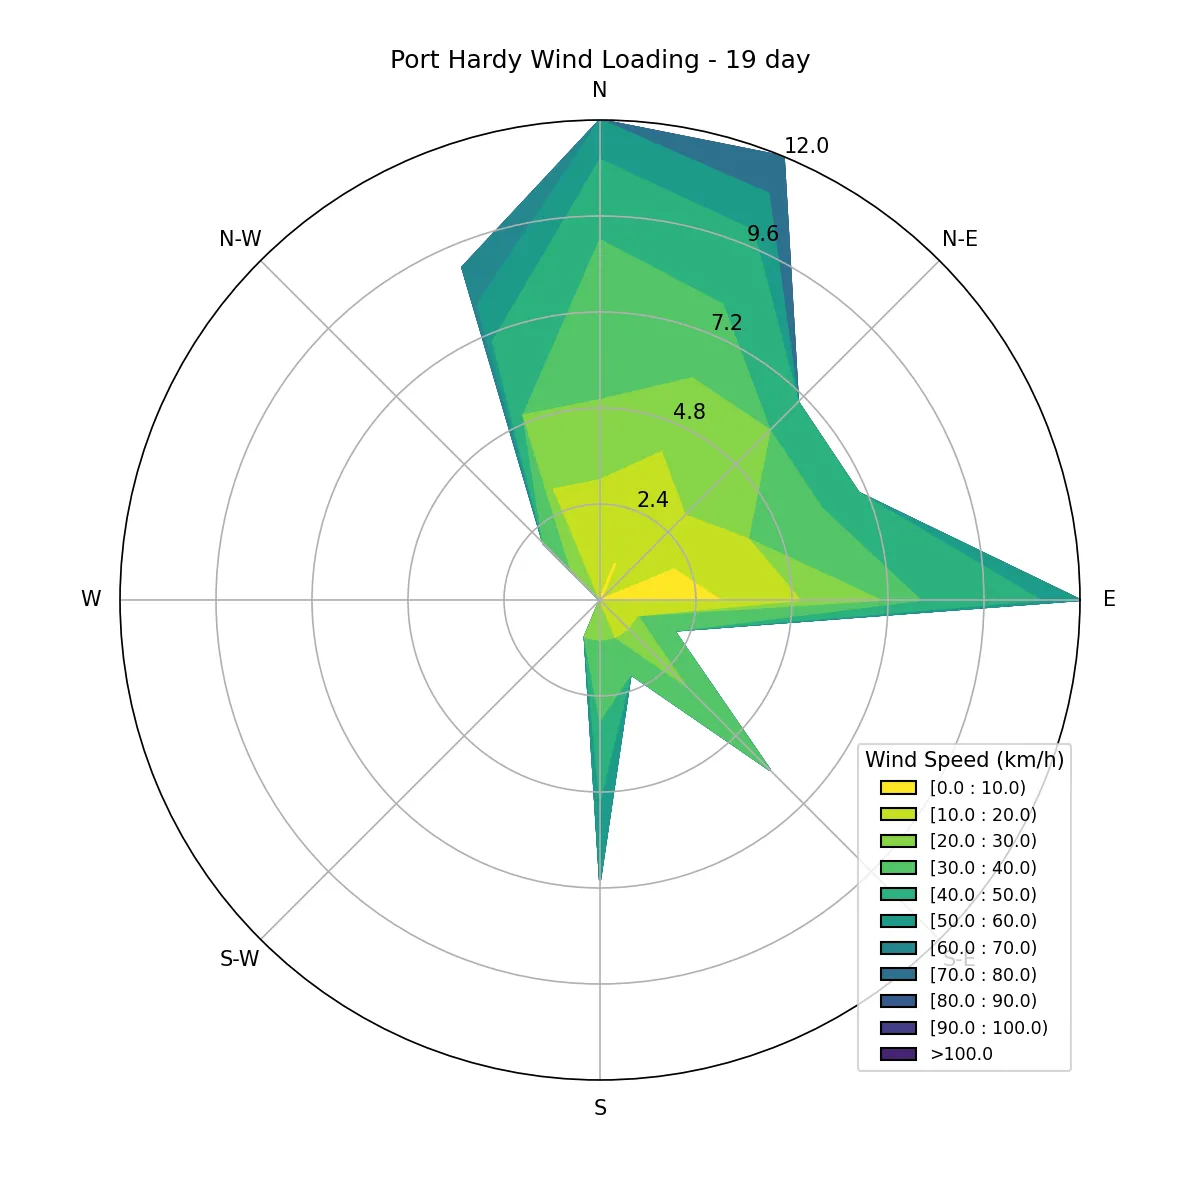 Port Hardy Wind Loading - 19 day
N
12.0
N-W
9.6
N-E
7.2
4.8
2.4
W
E
Wind Speed (km/h)
[0.0 : 10.0)
[10.0 : 20.0)
[20.0 : 30.0)
[30.0 : 40.0)
[40.0 : 50.0)
[50.0 : 60.0)
[60.0 : 70.0)
[70.0 : 80.0)
[80.0 : 90.0)
[90.0 : 100.0)
>100.0
S-W
S-E
S